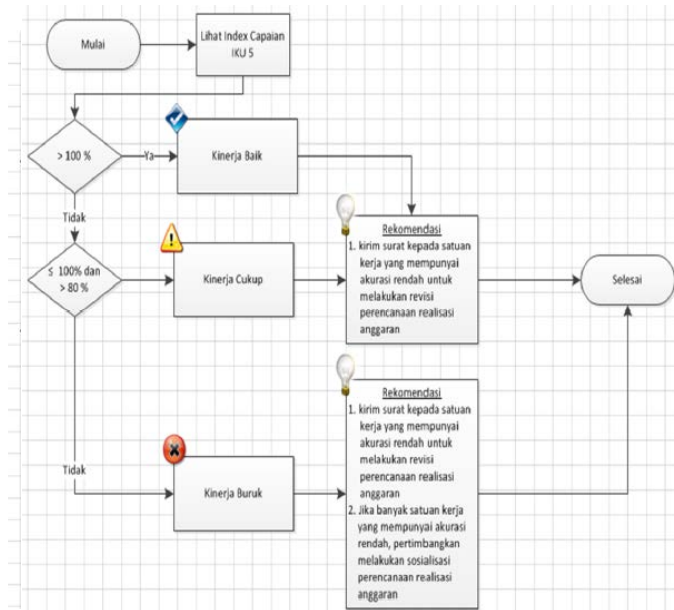 Mulai
Lihat Index Capaian
IKU 5
> 100 %
Ya
Kinerja Baik
Tidak
≤ 100% dan
> 80 %
Kinerja Cukup
Rekomendasi
1. kirim surat kepada satuan
kerja yang mempunyai
akurasi rendah untuk
melakukan revisi
perencanaan realisasi
anggaran
Selesai
Tidak
Kinerja Buruk
Rekomendasi
1. kirim surat kepada satuan
kerja yang mempunyai
akurasi rendah untuk
melakukan revisi
perencanaan realisasi
anggaran
2. Jika banyak satuan kerja
yang mempunyai akurasi
rendah, pertimbangkan
melakukan sosialisasi
perencanaan realisasi
anggaran